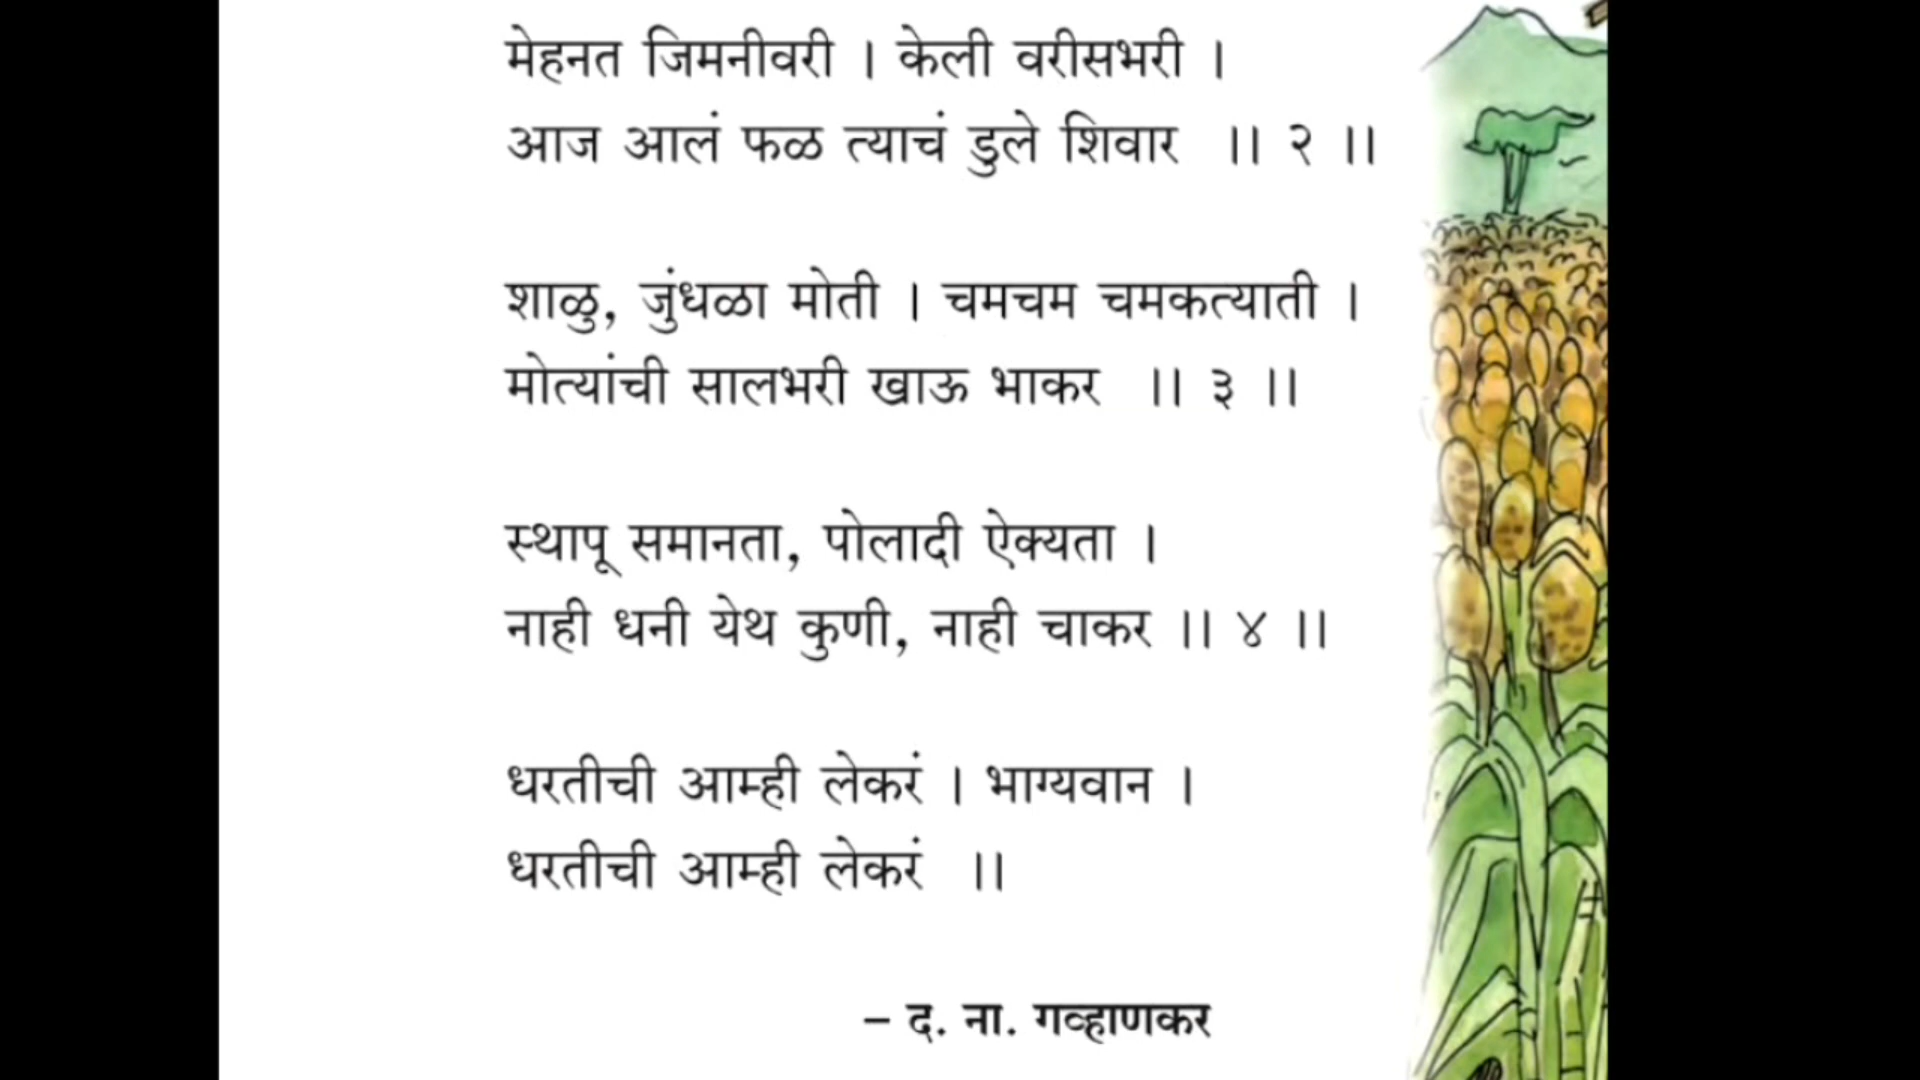 मेहनत जिमनीवरी । केली वरीसभरी ।
आज आलं फळ त्याचं डुले शिवार ।। २ ।।
शाळु, जुंधळा मोती । चमचम चमकत्याती ।
मोत्यांची सालभरी खाऊ भाकर ।। ३ ।।
स्थापू समानता, पोलादी ऐक्यता ।
नाही धनी येथ कुणी, नाही चाकर ।। ४ ।।
धरतीची आम्ही लेकरं । भाग्यवान ।
धरतीची आम्ही लेकरं ।।
– द. ना. गव्हाणकर